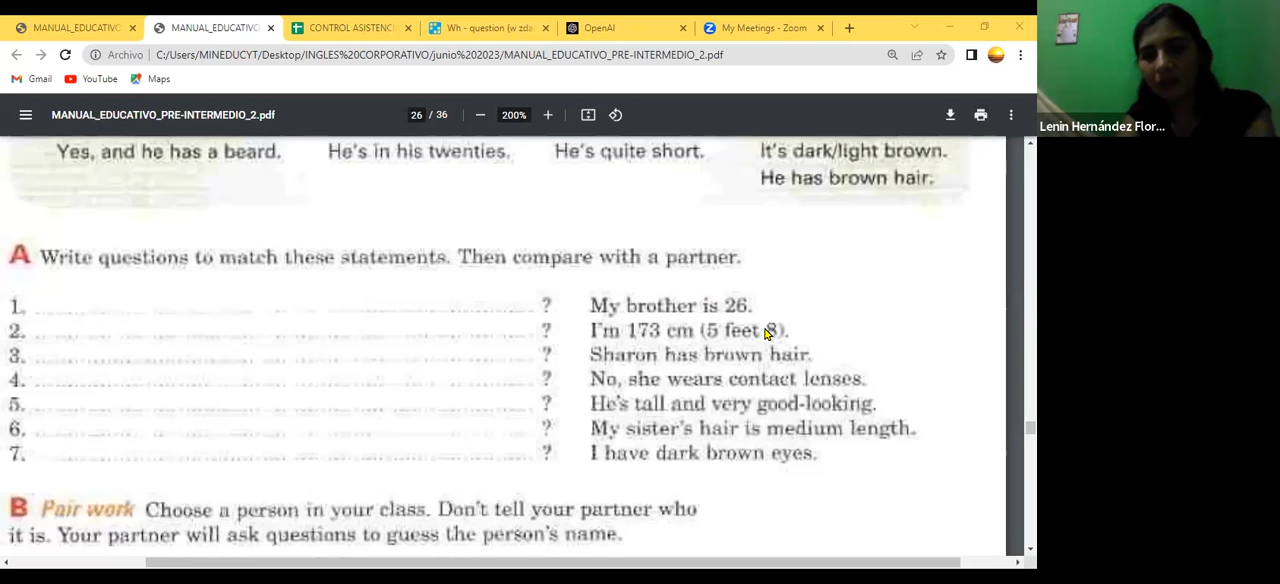 MANUAL_EDUCATIVO
MANUAL_EDUCATIVO
CONTROL ASISTENCI
Wh - question (w zda
OpenAI
My Meetings - Zoom
Archivo
C:/Users/MINEDUCYT/Desktop/INGLES%20CORPORATIVO/junio%202023/MANUAL_EDUCATIVO_PRE-INTERMEDIO_2.pdf
Gmail
YouTube
Maps
MANUAL_EDUCATIVO_PRE-INTERMEDIO_2.pdf
26 / 36
200%
Lenin Hernández Flor...
Yes, and he has a beard. He's in his twenties. He's quite short. It's dark/light brown.
He has brown hair.
A Write questions to match these statements. Then compare with a partner.
1. ? My brother is 26.
2. ? I'm 173 cm (5 feet 8).
3. ? Sharon has brown hair.
4. ? No, she wears contact lenses.
5. ? He's tall and very good-looking.
6. ? My sister's hair is medium length.
7. ? I have dark brown eyes.
B Pair work Choose a person in your class. Don't tell your partner who
it is. Your partner will ask questions to guess the person's name.